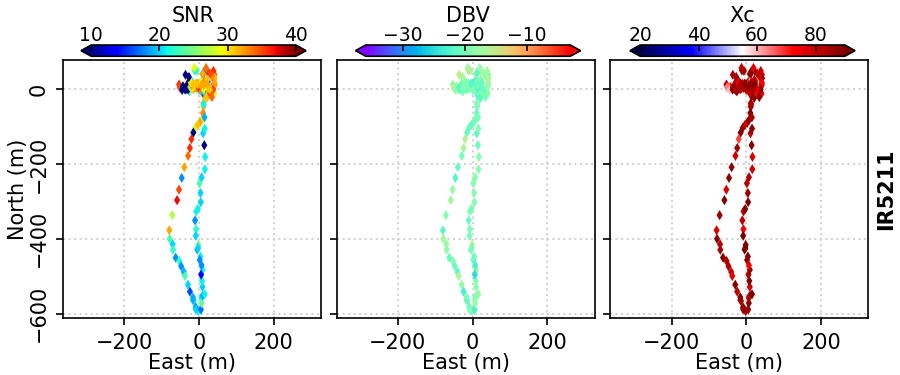 SNR DBV Xc
10 20 30 40 −30 −20 −10 20 40 60 80
North (m)
0
−200
−400
−600
IR5211
−200 0 200 −200 0 200 −200 0 200
East (m) East (m) East (m)